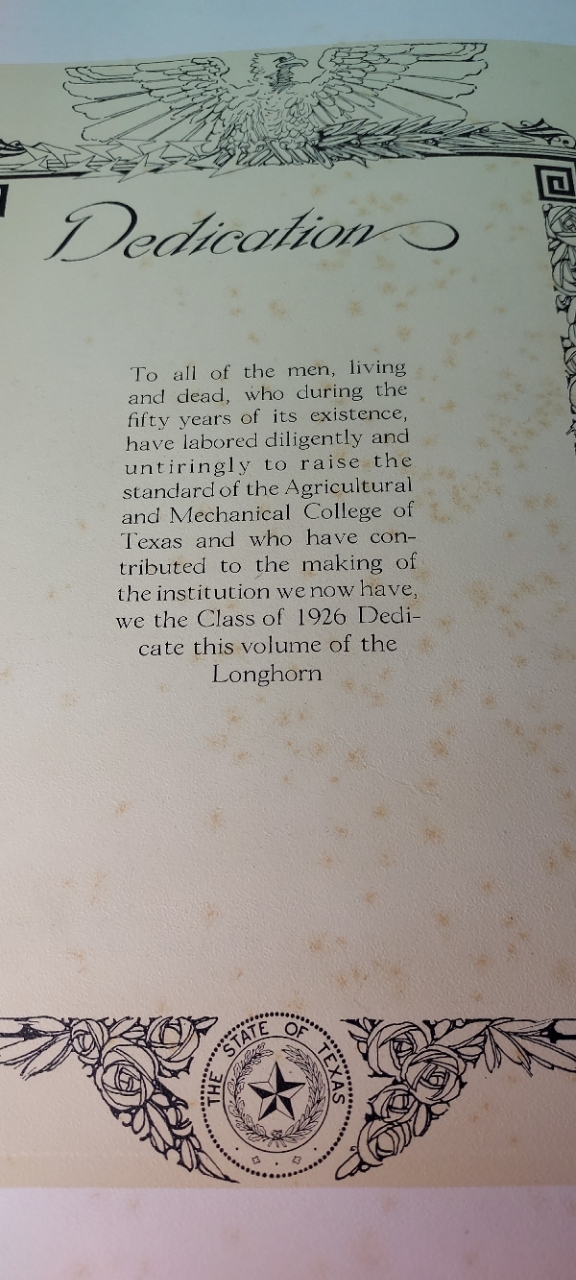 Dedication
To all of the men, living
and dead, who during the
fifty years of its existence,
have labored diligently and
untiringly to raise the
standard of the Agricultural
and Mechanical College of
Texas and who have con-
tributed to the making of
the institution we now have,
we the Class of 1926 Dedi-
cate this volume of the
Longhorn
THE STATE OF TEXAS